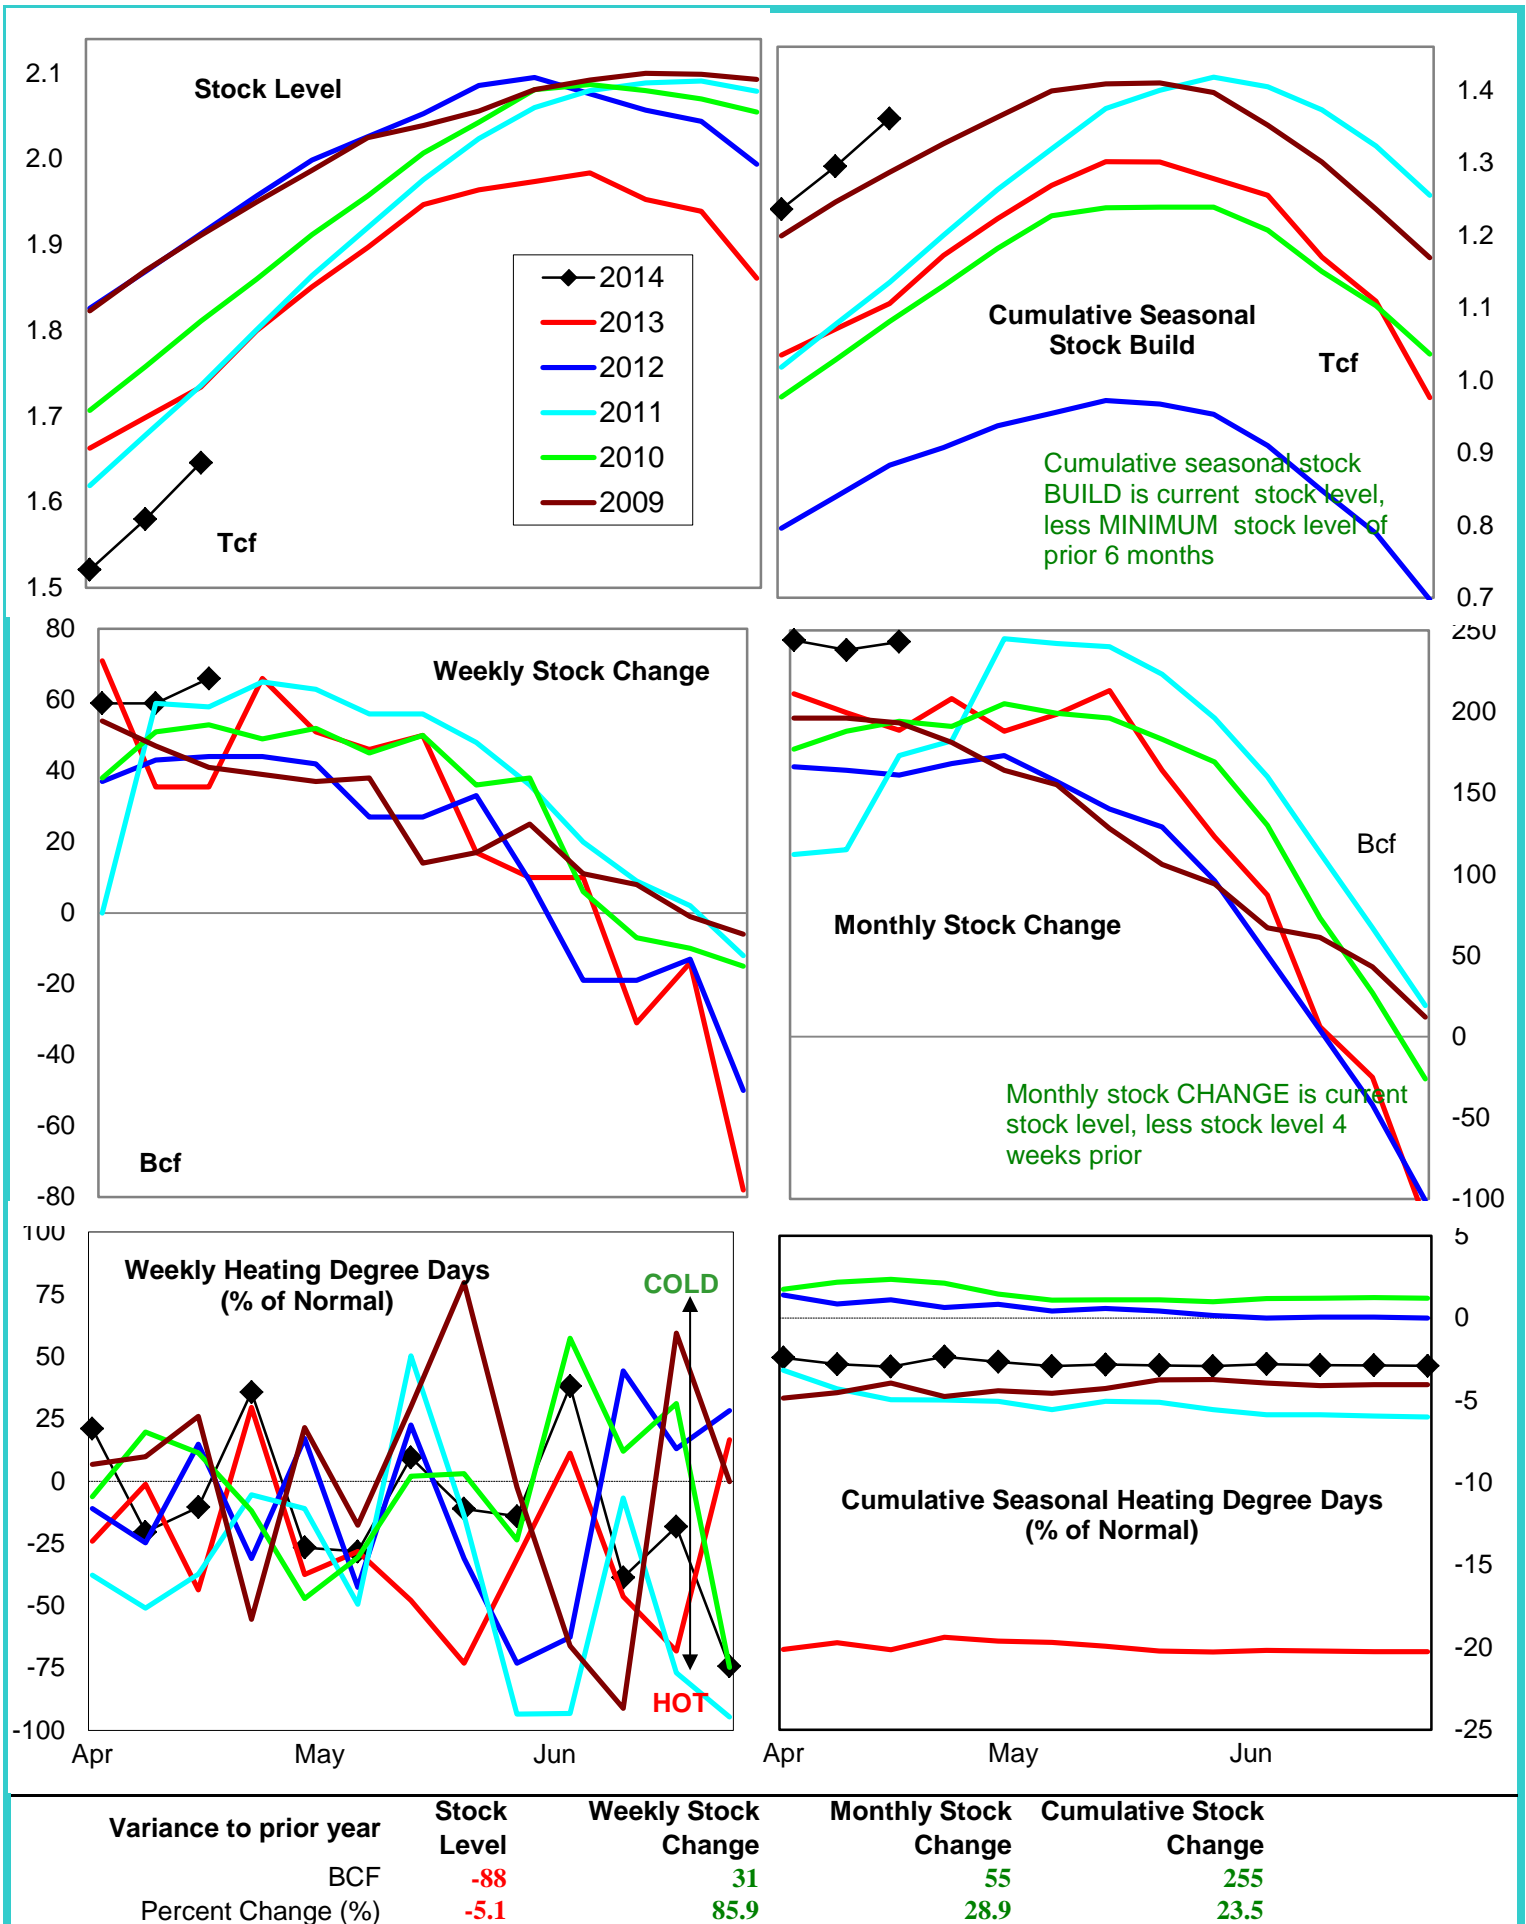 2.1
2.0
1.9
1.8
1.7
1.6
1.5
Stock Level
Tcf
2014
2013
2012
2011
2010
2009
1.4
1.3
1.2
1.1
1.0
0.9
0.8
0.7
Cumulative Seasonal
Stock Build
Tcf
Cumulative seasonal stock
BUILD is current stock level,
less MINIMUM stock level of
prior 6 months
80
60
40
20
0
-20
-40
-60
-80
Weekly Stock Change
Bcf
250
200
150
100
50
0
-50
-100
Bcf
Monthly Stock Change
Monthly stock CHANGE is current
stock level, less stock level 4
weeks prior
100
75
50
25
0
-25
-50
-75
-100
Weekly Heating Degree Days
(% of Normal)
COLD
HOT
Apr May Jun
5
0
-5
-10
-15
-20
-25
Cumulative Seasonal Heating Degree Days
(% of Normal)
Apr May Jun
Variance to prior year Stock Level Weekly Stock Change Monthly Stock Change Cumulative Stock Change
BCF -88 31 55 255
Percent Change (%) -5.1 85.9 28.9 23.5